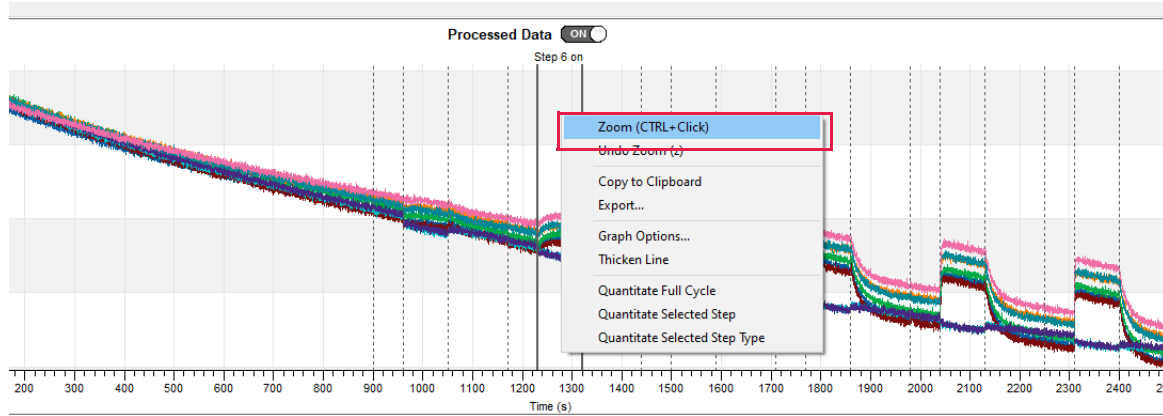 Processed Data ON
Step 6 on
Zoom (CTRL+Click)
Undo Zoom (z)
Copy to Clipboard
Export...
Graph Options...
Thicken Line
Quantitate Full Cycle
Quantitate Selected Step
Quantitate Selected Step Type
200 300 400 500 600 700 800 900 1000 1100 1200 1300 1400 1500 1600 1700 1800 1900 2000 2100 2200 2300 2400 2
Time (s)